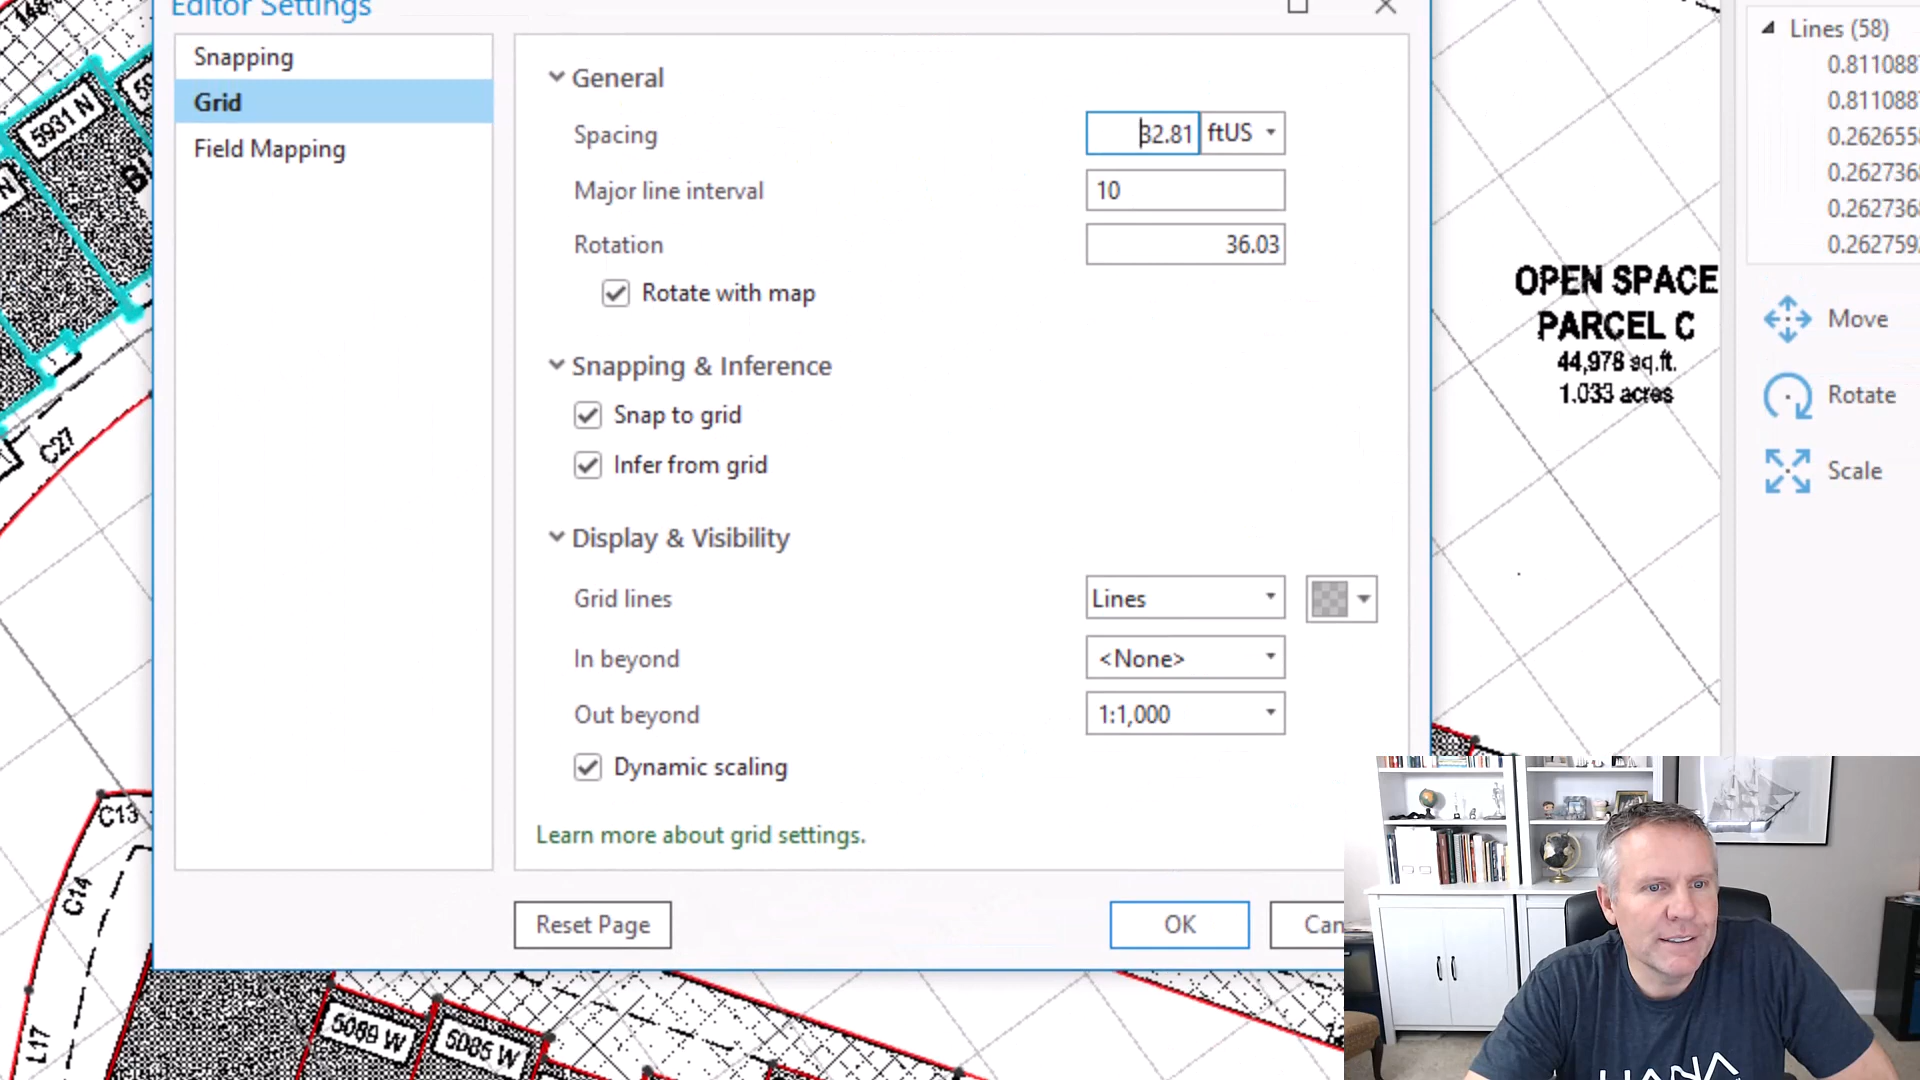 Editor Settings
Snapping
Grid
Field Mapping
General
Spacing
32.81
ftUS
Major line interval
10
Rotation
36.03
Rotate with map
Snapping & Inference
Snap to grid
Infer from grid
Display & Visibility
Grid lines
Lines
In beyond
<None>
Out beyond
1:1,000
Dynamic scaling
Learn more about grid settings.
Reset Page
OK
Can
Lines (58)
0.811088
0.811088
0.262655
0.262736
0.262736
0.262759
Move
Rotate
Scale
OPEN SPACE
PARCEL C
44,978 sq.ft.
1.033 acres
5931 N
C27
C13
C14
L17
5089 W
5085 W